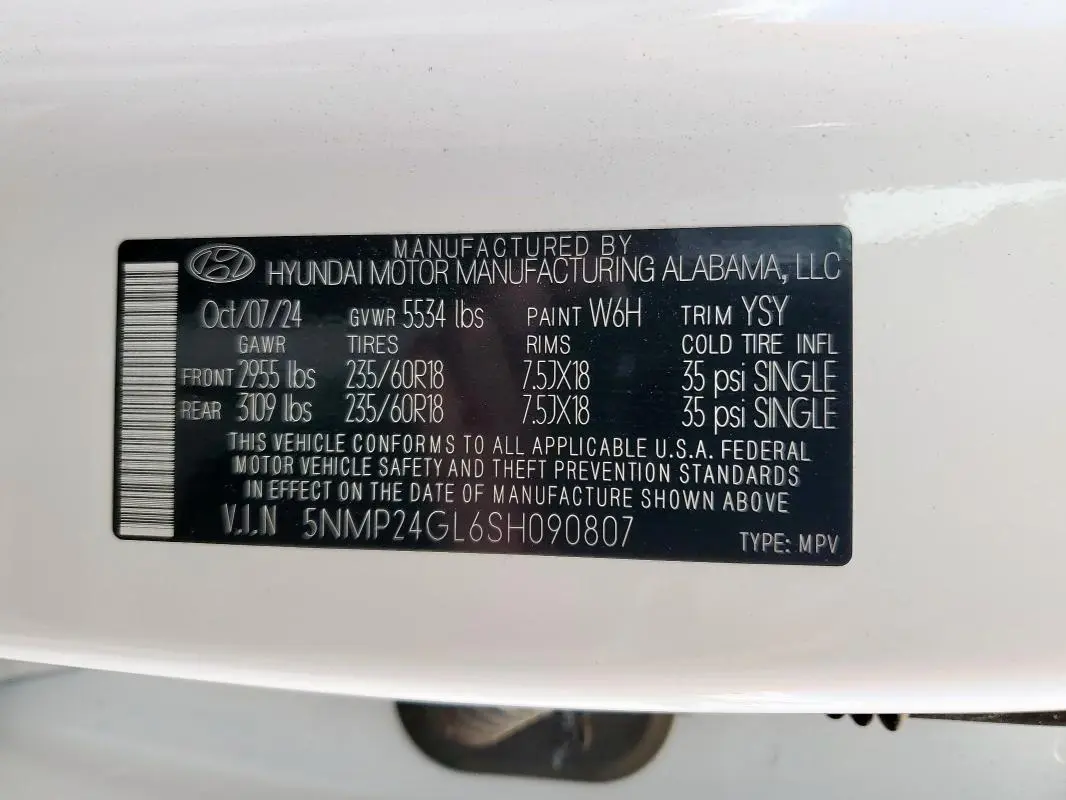 MANUFACTURED BY
HYUNDAI MOTOR MANUFACTURING ALABAMA, LLC
Oct/07/24 GVWR 5534 lbs PAINT W6H TRIM YSY
GAWR TIRES RIMS COLD TIRE INFL
FRONT 2955 lbs 235/60R18 7.5JX18 35 psi SINGLE
REAR 3109 lbs 235/60R18 7.5JX18 35 psi SINGLE
THIS VEHICLE CONFORMS TO ALL APPLICABLE U.S.A. FEDERAL
MOTOR VEHICLE SAFETY AND THEFT PREVENTION STANDARDS
IN EFFECT ON THE DATE OF MANUFACTURE SHOWN ABOVE
V.I.N 5NMP24GL6SH090807
TYPE: MPV